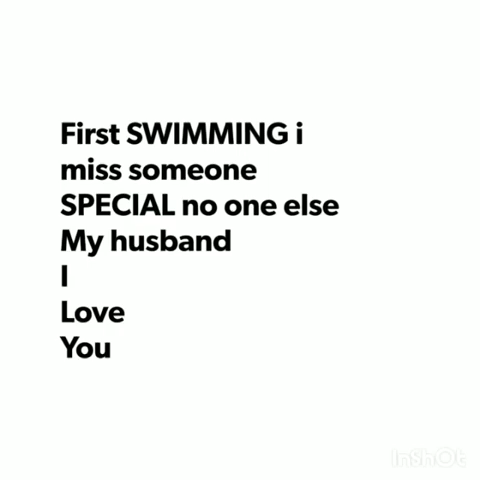 First SWIMMING i
miss someone
SPECIAL no one else
My husband
I
Love
You
InShOt